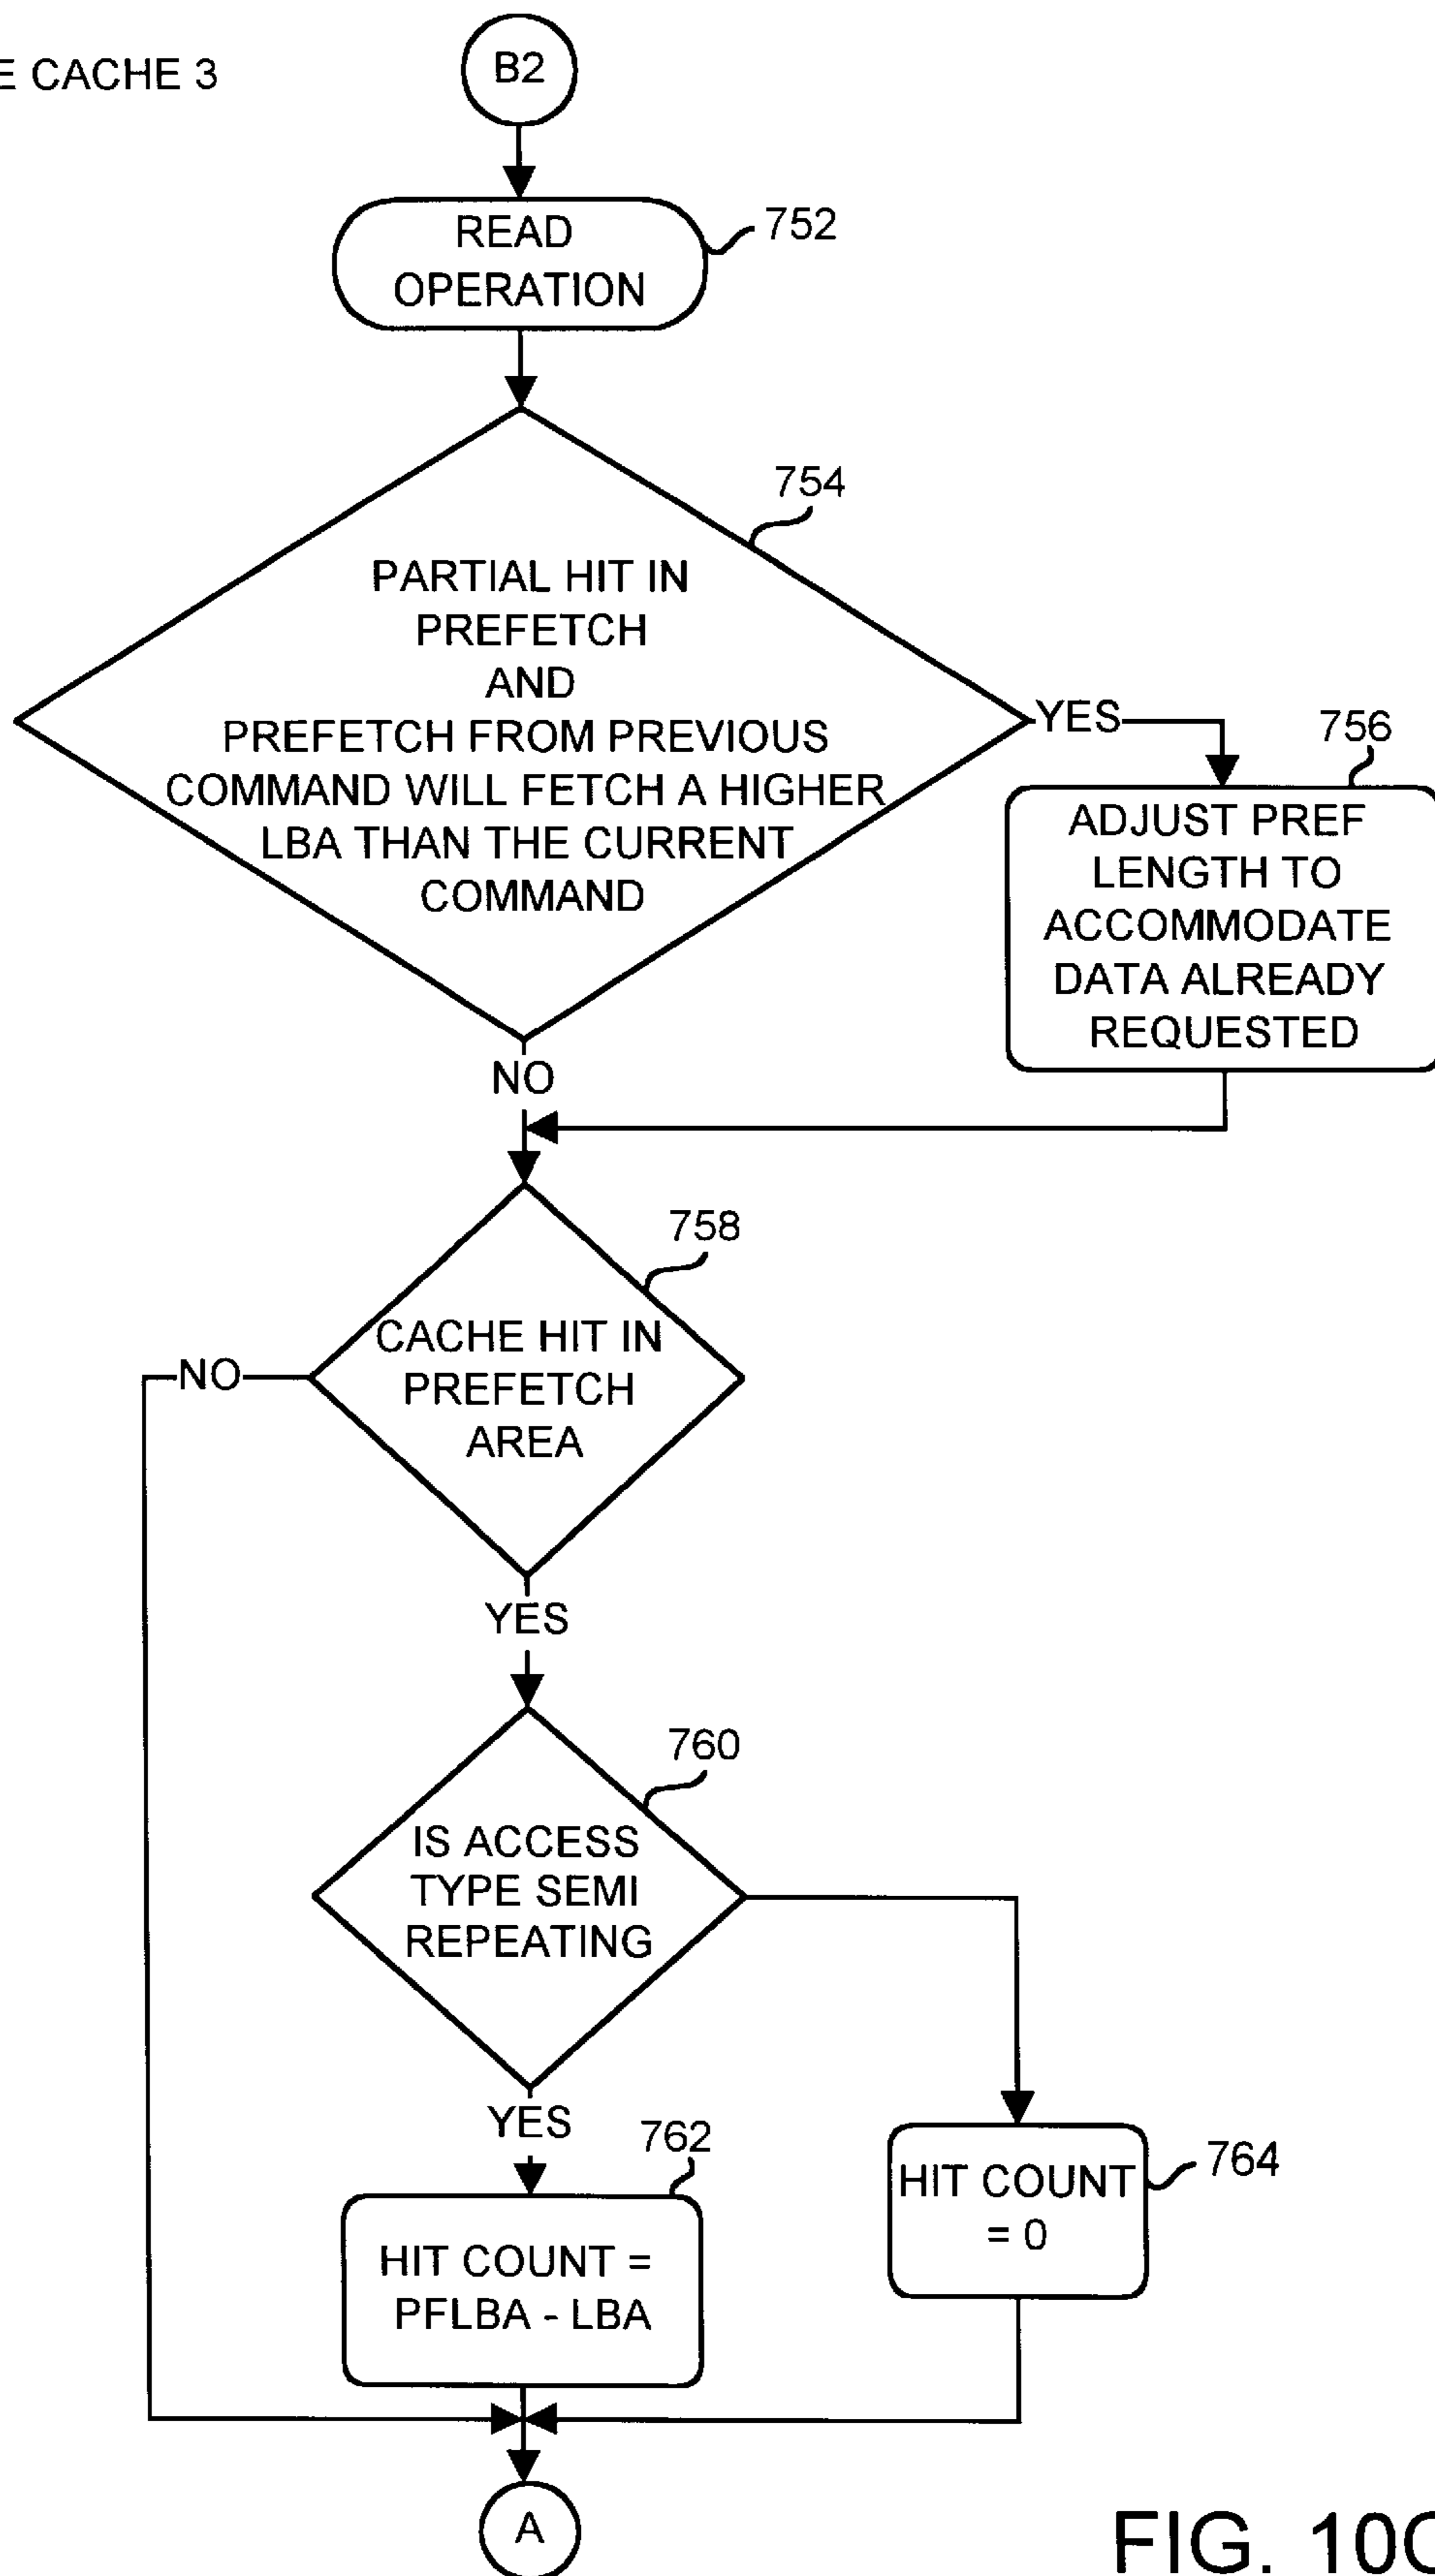 E CACHE 3
B2
READ
OPERATION
752
754
PARTIAL HIT IN
PREFETCH
AND
PREFETCH FROM PREVIOUS
COMMAND WILL FETCH A HIGHER
LBA THAN THE CURRENT
COMMAND
YES
756
ADJUST PREF
LENGTH TO
ACCOMMODATE
DATA ALREADY
REQUESTED
NO
758
CACHE HIT IN
PREFETCH
AREA
NO
YES
760
IS ACCESS
TYPE SEMI
REPEATING
YES
762
HIT COUNT =
PFLBA - LBA
HIT COUNT
= 0
764
A
FIG. 10C